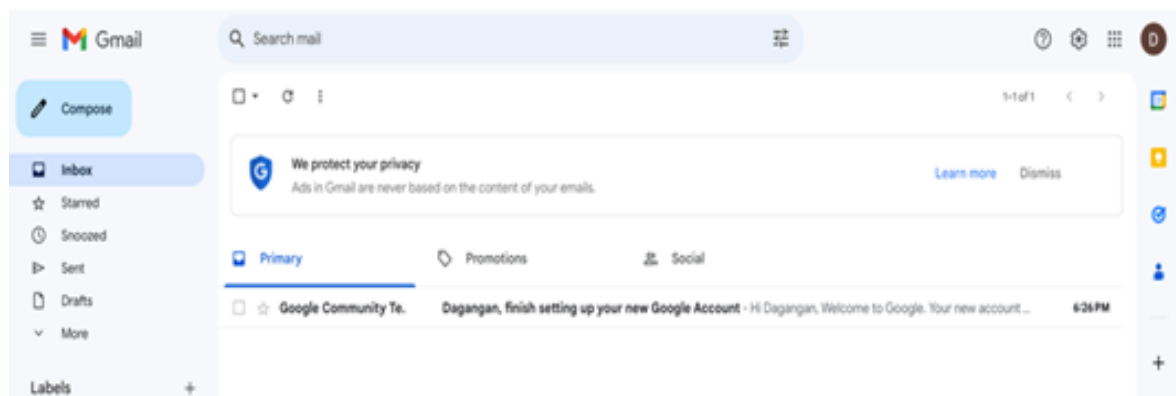 Gmail
Search mail
D
Compose
1–1 of 1
Inbox
We protect your privacy
Ads in Gmail are never based on the content of your emails.
Learn more Dismiss
Starred
Snoozed
Sent
Drafts
More
Primary Promotions Social
Google Community Te. Dagangan, finish setting up your new Google Account - Hi Dagangan, Welcome to Google. Your new account ... 6:26 PM
Labels